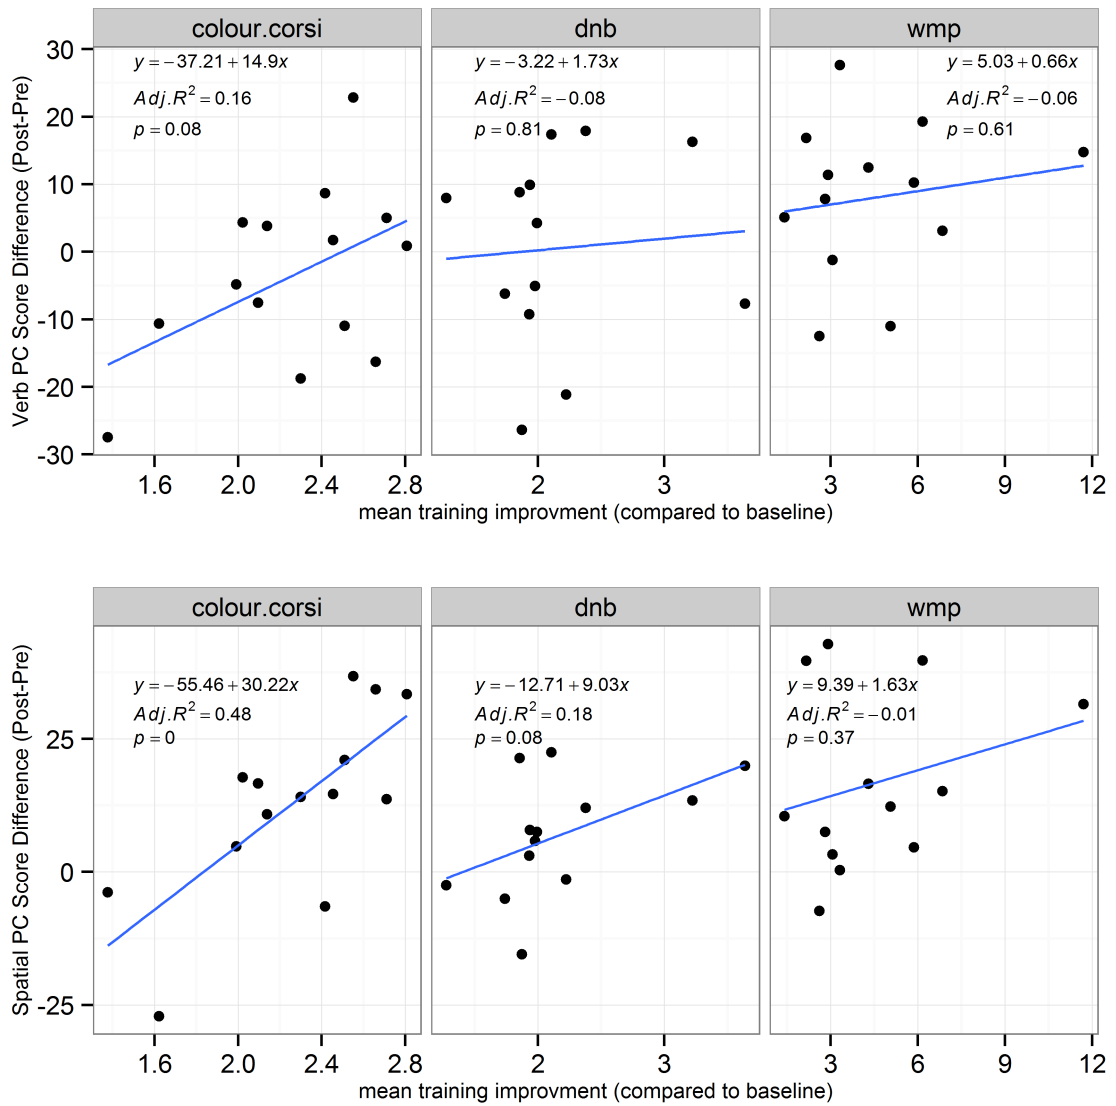 colour.corsi dnb wmp
30
20
10
0
-10
-20
-30
Verb PC Score Difference (Post-Pre)
y = −37.21 + 14.9x
Adj.R² = 0.16
p = 0.08
y = −3.22 + 1.73x
Adj.R² = −0.08
p = 0.81
y = 5.03 + 0.66x
Adj.R² = −0.06
p = 0.61
1.6 2.0 2.4 2.8 2 3 3 6 9 12
mean training improvment (compared to baseline)
colour.corsi dnb wmp
25
0
-25
Spatial PC Score Difference (Post-Pre)
y = −55.46 + 30.22x
Adj.R² = 0.48
p = 0
y = −12.71 + 9.03x
Adj.R² = 0.18
p = 0.08
y = 9.39 + 1.63x
Adj.R² = −0.01
p = 0.37
1.6 2.0 2.4 2.8 2 3 3 6 9 12
mean training improvment (compared to baseline)